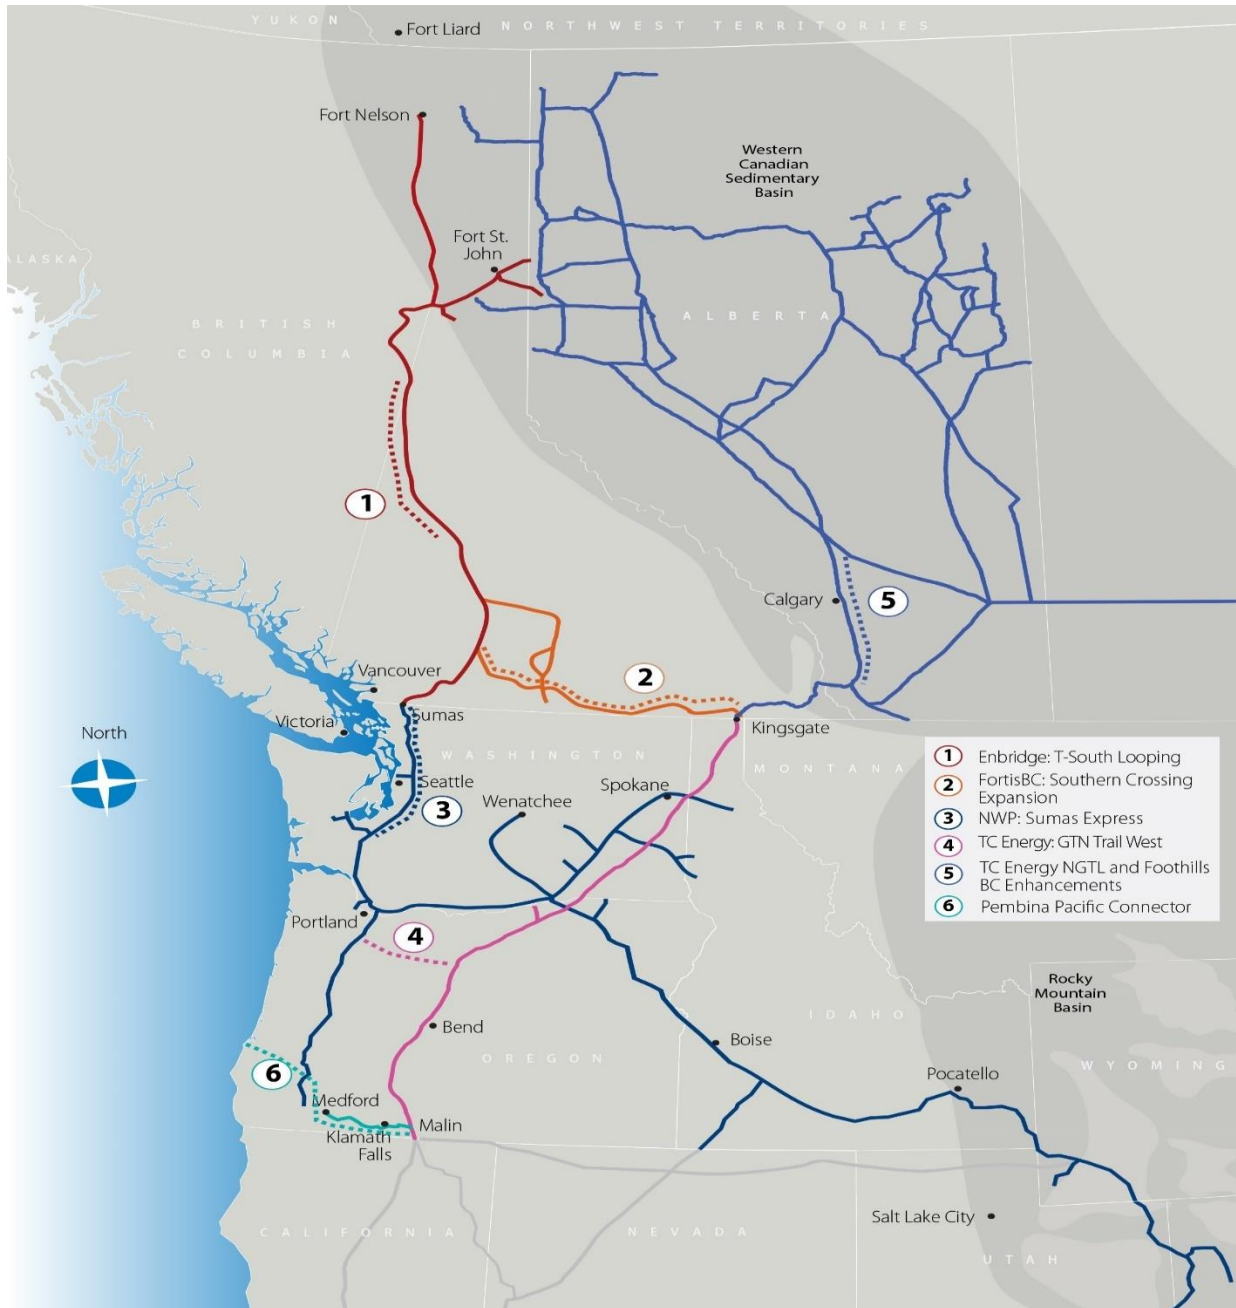 YUKON
Fort Liard
NORTHWEST TERRITORIES
Fort Nelson
Western
Canadian
Sedimentary
Basin
Fort St.
John
ALASKA
BRITISH
COLUMBIA
ALBERTA
1
Calgary
5
Vancouver
2
Sumas
Victoria
Kingsgate
North
WASHINGTON
MONTANA
Seattle
Spokane
Wenatchee
3
1 Enbridge: T-South Looping
2 FortisBC: Southern Crossing
Expansion
3 NWP: Sumas Express
4 TC Energy: GTN Trail West
5 TC Energy NGTL and Foothills
BC Enhancements
6 Pembina Pacific Connector
Portland
4
Rocky
Mountain
Basin
Bend
IDAHO
Boise
OREGON
WYOMING
6
Pocatello
Medford
Malin
Klamath
Falls
Salt Lake City
CALIFORNIA
NEVADA
UTAH